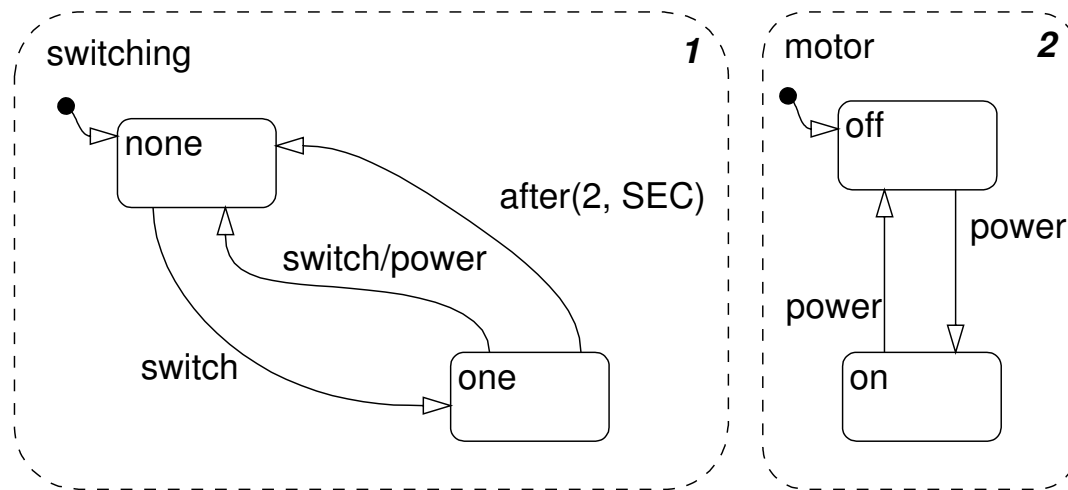 switching
1
none
after(2, SEC)
switch/power
switch
one
motor
2
off
power
power
on